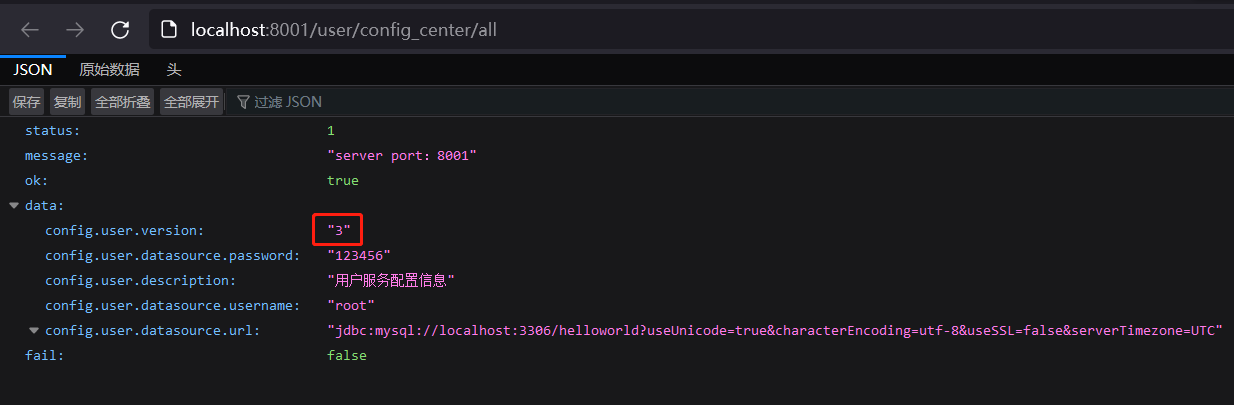 localhost:8001/user/config_center/all
JSON 原始数据 头
保存 复制 全部折叠 全部展开 过滤 JSON
status: 1
message: "server port：8001"
ok: true
data:
config.user.version: "3"
config.user.datasource.password: "123456"
config.user.description: "用户服务配置信息"
config.user.datasource.username: "root"
config.user.datasource.url: "jdbc:mysql://localhost:3306/helloworld?useUnicode=true&characterEncoding=utf-8&useSSL=false&serverTimezone=UTC"
fail: false